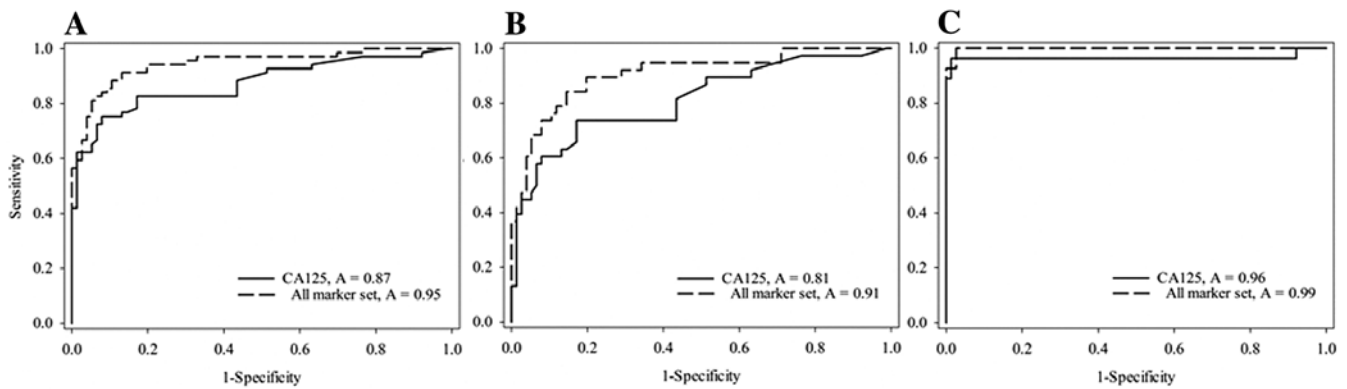 A
1.0
0.8
0.6
0.4
0.2
0.0
Sensitivity
CA125, A = 0.87
All marker set, A = 0.95
0.0 0.2 0.4 0.6 0.8 1.0
1-Specificity
B
1.0
0.8
0.6
0.4
0.2
0.0
CA125, A = 0.81
All marker set, A = 0.91
0.0 0.2 0.4 0.6 0.8 1.0
1-Specificity
C
1.0
0.8
0.6
0.4
0.2
0.0
CA125, A = 0.96
All marker set, A = 0.99
0.0 0.2 0.4 0.6 0.8 1.0
1-Specificity